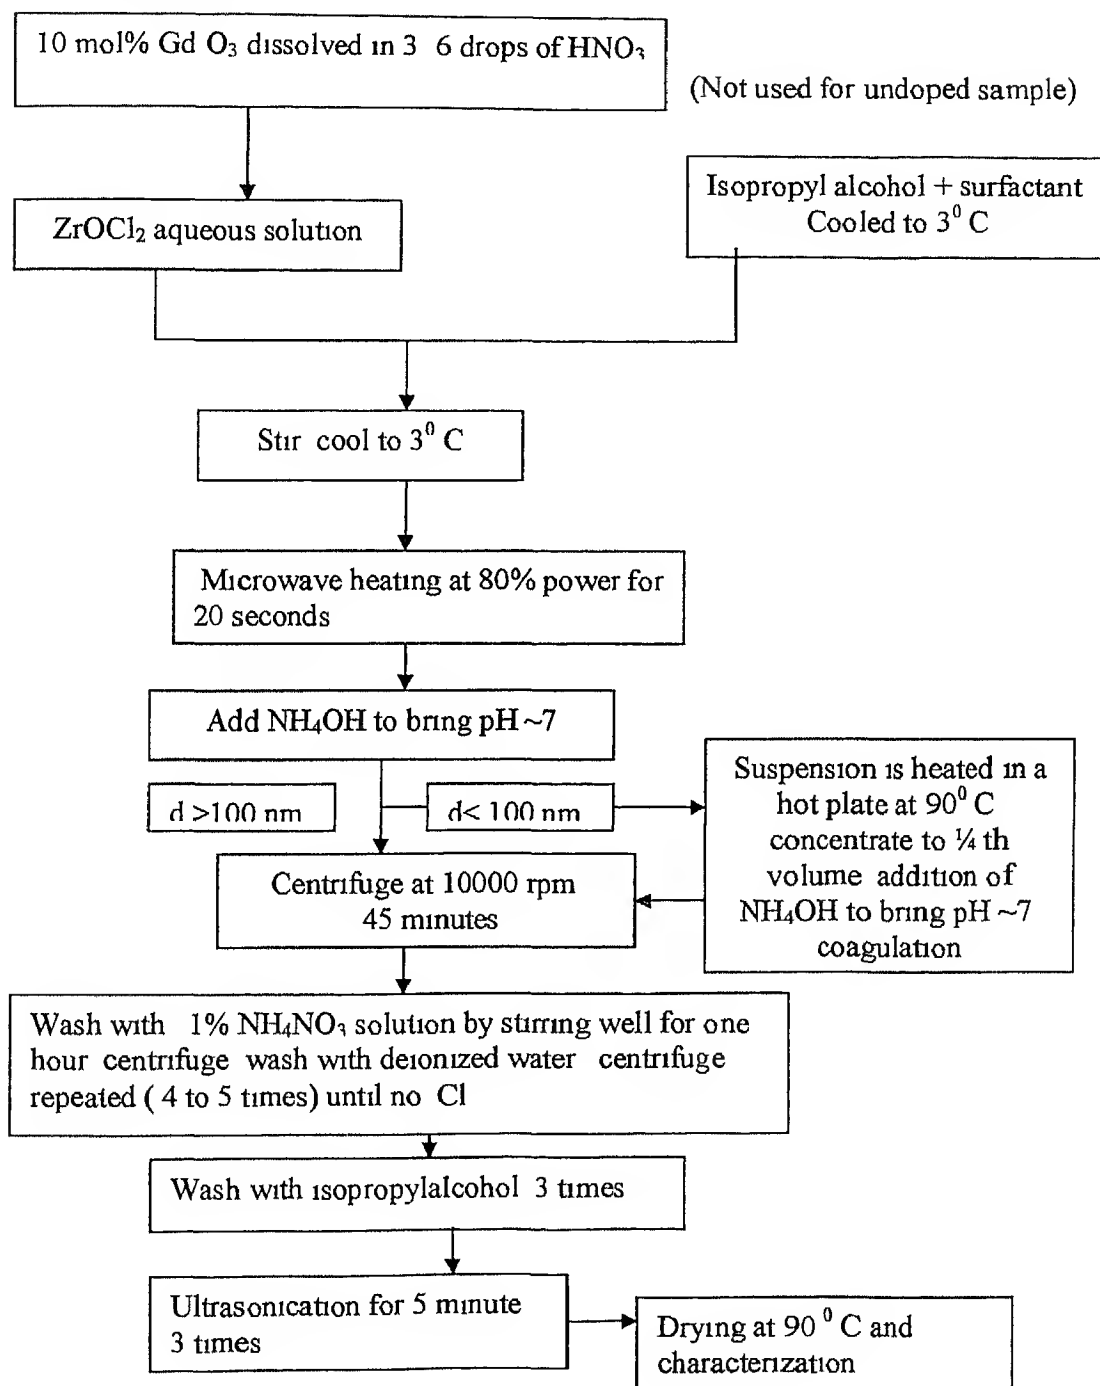 10 mol% Gd O₃ dissolved in 3 6 drops of HNO₃
(Not used for undoped sample)
Isopropyl alcohol + surfactant
Cooled to 3⁰ C
ZrOCl₂ aqueous solution
Stir cool to 3⁰ C
Microwave heating at 80% power for
20 seconds
Add NH₄OH to bring pH ~7
d >100 nm
d< 100 nm
Suspension is heated in a
hot plate at 90⁰ C
concentrate to ¼ th
volume addition of
NH₄OH to bring pH ~7
coagulation
Centrifuge at 10000 rpm
45 minutes
Wash with 1% NH₄NO₃ solution by stirring well for one
hour centrifuge wash with deionized water centrifuge
repeated ( 4 to 5 times) until no Cl
Wash with isopropylalcohol 3 times
Ultrasonication for 5 minute
3 times
Drying at 90 ⁰ C and
characterization